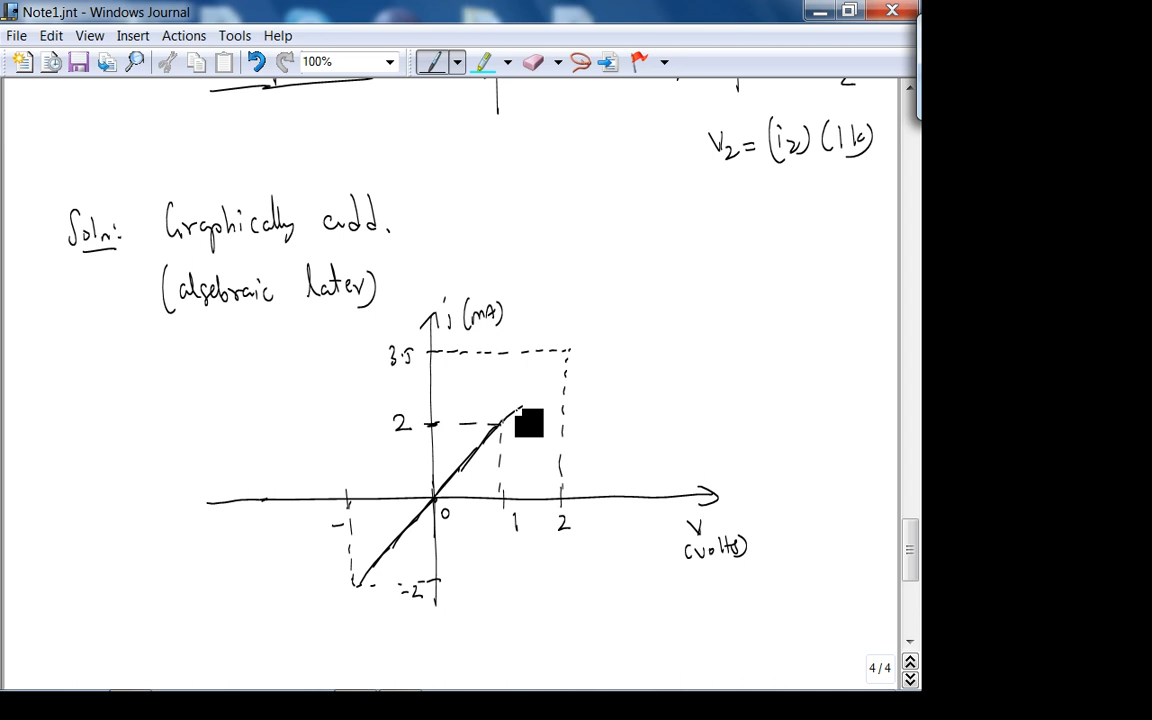 Note1.jnt - Windows Journal
File Edit View Insert Actions Tools Help
100%
2
V2 = (i2) (1k)
Soln: Graphically add.
(algebraic later)
i, (mA)
3.5
2
-1 0 1 2 V
(volts)
-2
4 / 4